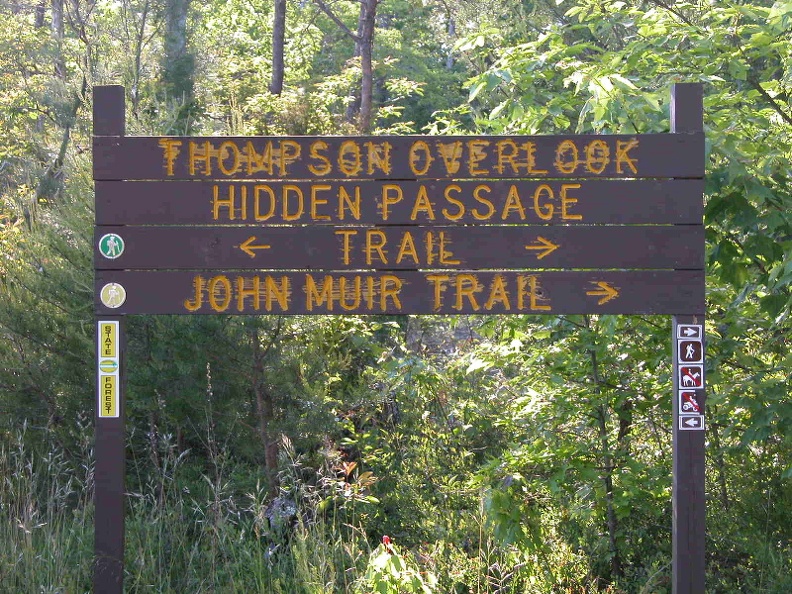 THOMPSON OVERLOOK
HIDDEN PASSAGE
← TRAIL →
JOHN MUIR TRAIL →
STATE
FOREST